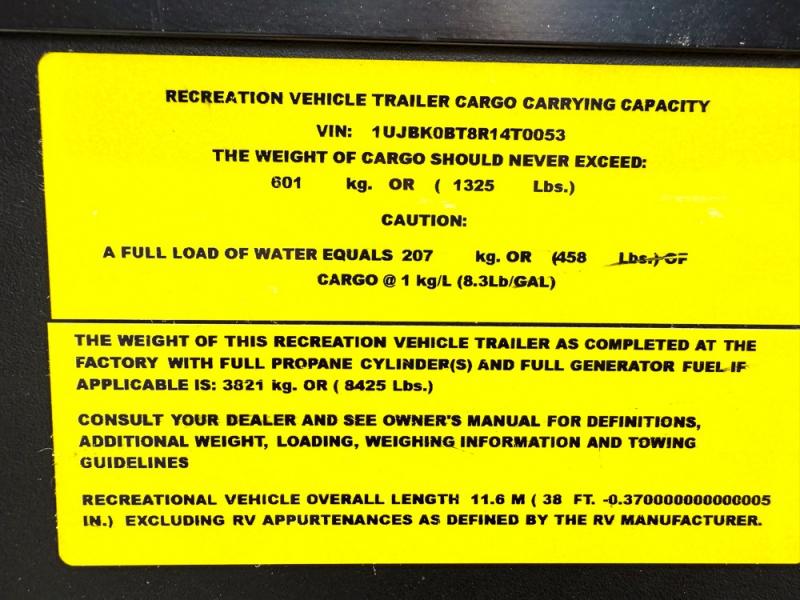 RECREATION VEHICLE TRAILER CARGO CARRYING CAPACITY
VIN: 1UJBK0BT8R14T0053
THE WEIGHT OF CARGO SHOULD NEVER EXCEED:
601 kg. OR ( 1325 Lbs.)
CAUTION:
A FULL LOAD OF WATER EQUALS 207 kg. OR (458 Lbs.) OF
CARGO @ 1 kg/L (8.3Lb/GAL)
THE WEIGHT OF THIS RECREATION VEHICLE TRAILER AS COMPLETED AT THE
FACTORY WITH FULL PROPANE CYLINDER(S) AND FULL GENERATOR FUEL IF
APPLICABLE IS: 3821 kg. OR ( 8425 Lbs.)
CONSULT YOUR DEALER AND SEE OWNER'S MANUAL FOR DEFINITIONS,
ADDITIONAL WEIGHT, LOADING, WEIGHING INFORMATION AND TOWING
GUIDELINES
RECREATIONAL VEHICLE OVERALL LENGTH 11.6 M ( 38 FT. -0.370000000000005
IN.) EXCLUDING RV APPURTENANCES AS DEFINED BY THE RV MANUFACTURER.